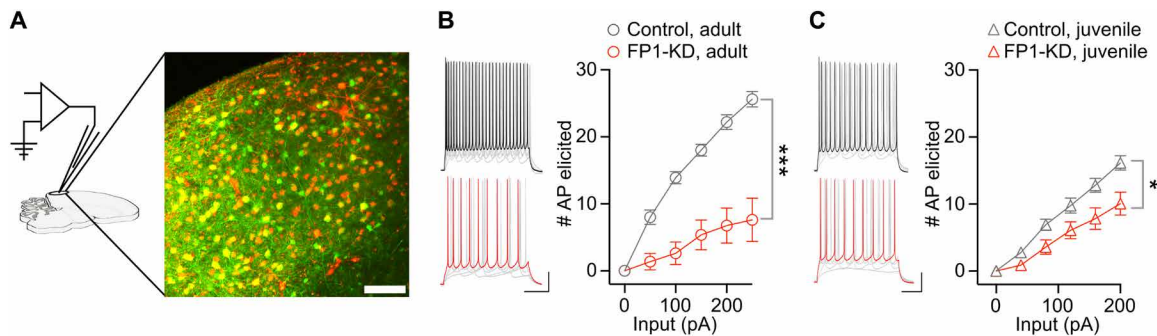 A
B
Control, adult
FP1-KD, adult
30
20
10
0
# AP elicited
***
0
100
200
Input (pA)
C
Control, juvenile
FP1-KD, juvenile
30
20
10
0
# AP elicited
*
0
100
200
Input (pA)